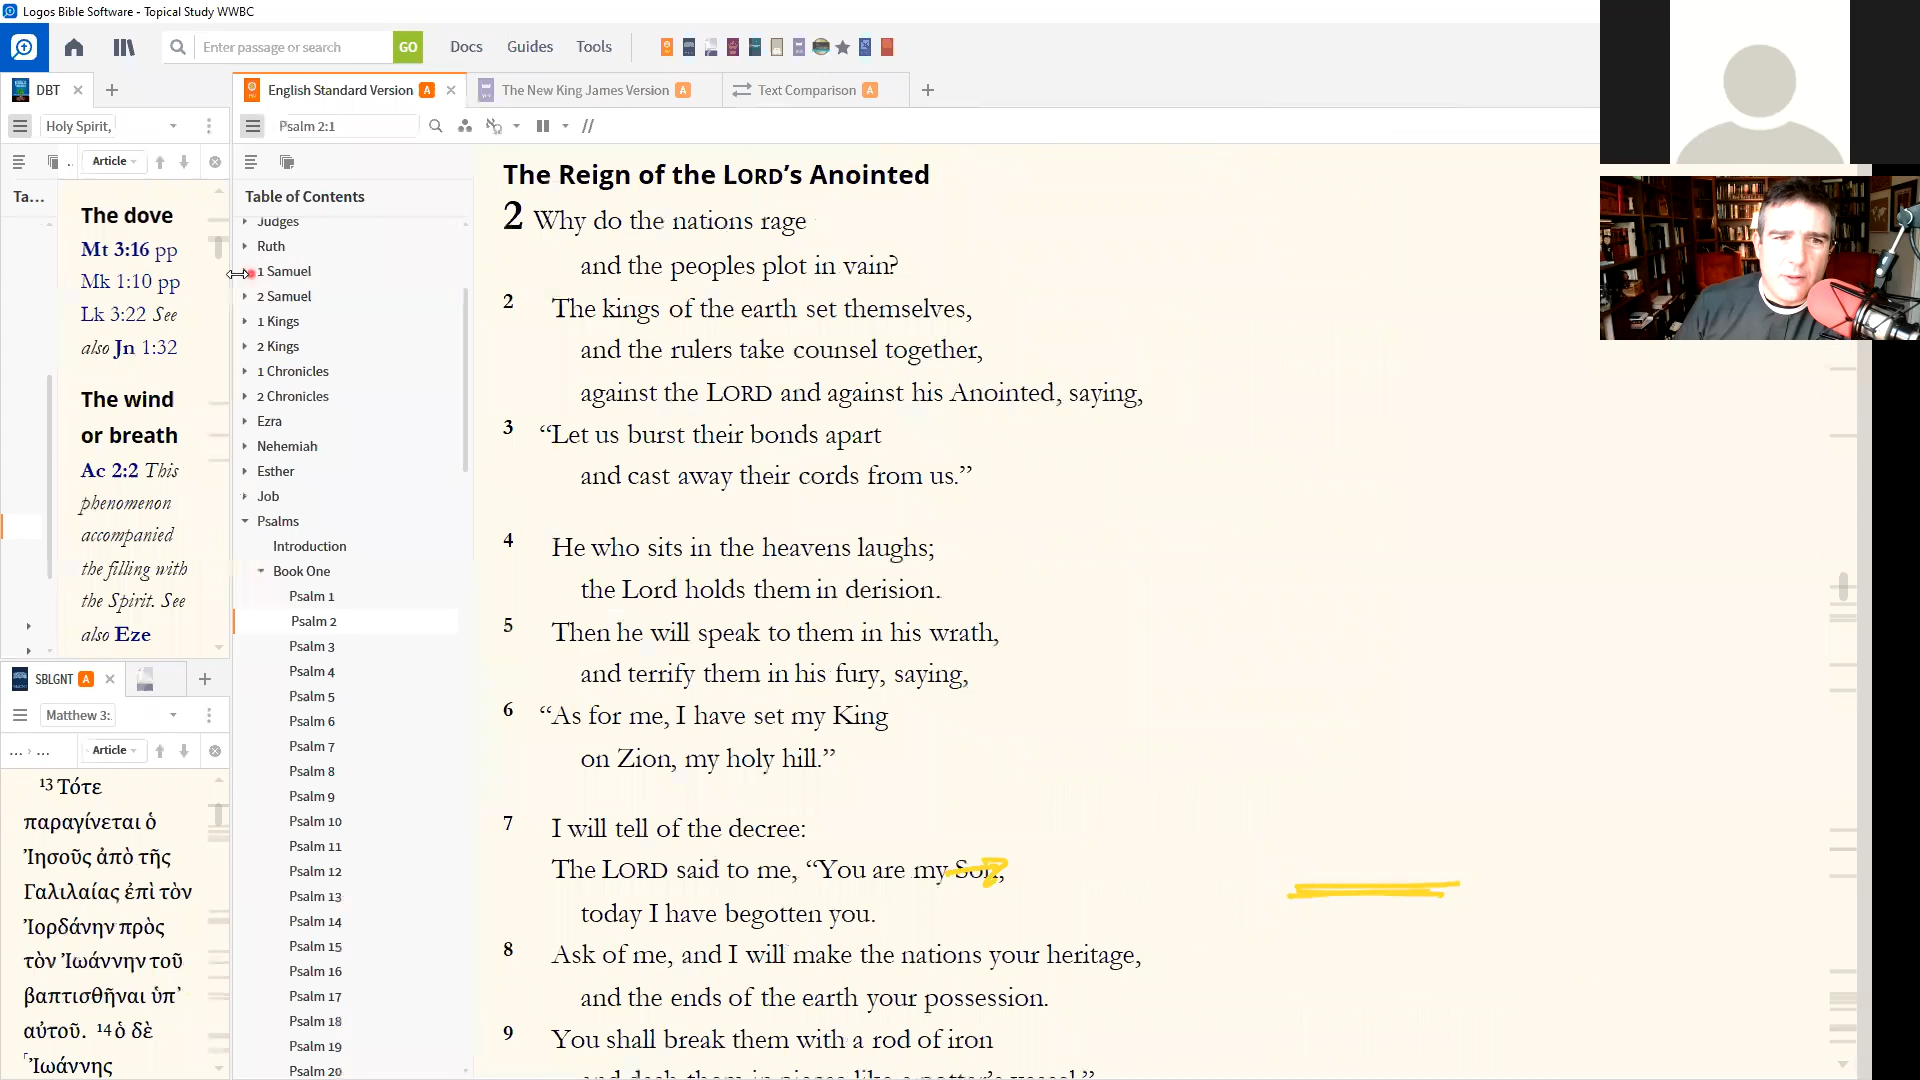 Logos Bible Software - Topical Study WWBC
Enter passage or search
GO
Docs
Guides
Tools
DBT
English Standard Version A
The New King James Version A
Text Comparison A
Holy Spirit,
Psalm 2:1
Article
Ta...
The dove
Mt 3:16 pp
Mk 1:10 pp
Lk 3:22 See
also Jn 1:32
The wind
or breath
Ac 2:2 This
phenomenon
accompanied
the filling with
the Spirit. See
also Eze
SBLGNT A
Matthew 3:
... › ...
Article
¹³ Τότε
παραγίνεται ὁ
Ἰησοῦς ἀπὸ τῆς
Γαλιλαίας ἐπὶ τὸν
Ἰορδάνην πρὸς
τὸν Ἰωάννην τοῦ
βαπτισθῆναι ὑπ’
αὐτοῦ. ¹⁴ ὁ δὲ
⸀Ἰωάννης
Table of Contents
Judges
Ruth
1 Samuel
2 Samuel
1 Kings
2 Kings
1 Chronicles
2 Chronicles
Ezra
Nehemiah
Esther
Job
Psalms
Introduction
Book One
Psalm 1
Psalm 2
Psalm 3
Psalm 4
Psalm 5
Psalm 6
Psalm 7
Psalm 8
Psalm 9
Psalm 10
Psalm 11
Psalm 12
Psalm 13
Psalm 14
Psalm 15
Psalm 16
Psalm 17
Psalm 18
Psalm 19
Psalm 20
The Reign of the LORD’s Anointed
2 Why do the nations rage
and the peoples plot in vain?
2 The kings of the earth set themselves,
and the rulers take counsel together,
against the LORD and against his Anointed, saying,
3 “Let us burst their bonds apart
and cast away their cords from us.”
4 He who sits in the heavens laughs;
the Lord holds them in derision.
5 Then he will speak to them in his wrath,
and terrify them in his fury, saying,
6 “As for me, I have set my King
on Zion, my holy hill.”
7 I will tell of the decree:
The LORD said to me, “You are my Son;
today I have begotten you.
8 Ask of me, and I will make the nations your heritage,
and the ends of the earth your possession.
9 You shall break them with a rod of iron
and dash them in pieces like a potter’s vessel.”